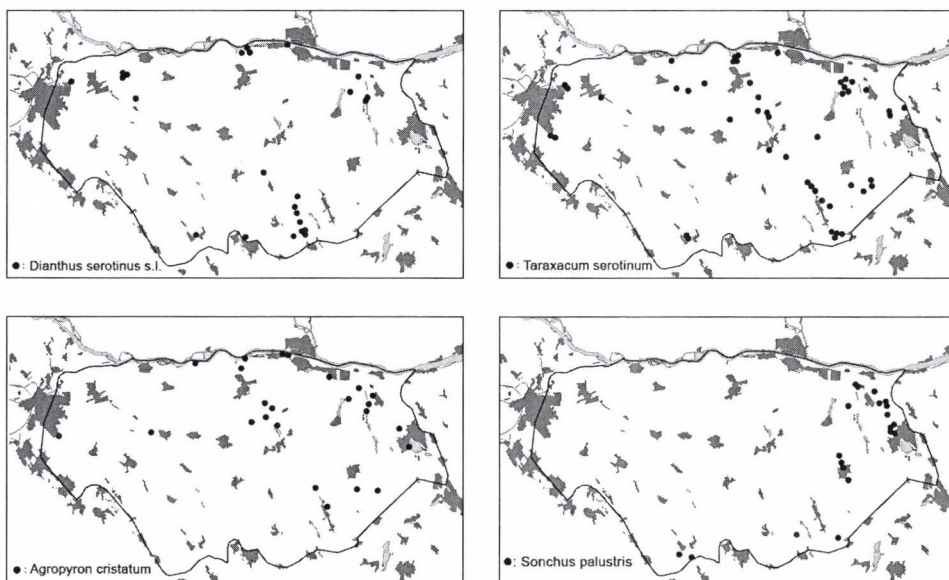 ● : Dianthus serotinus s.l.
● : Taraxacum serotinum
● : Agropyron cristatum
● : Sonchus palustris